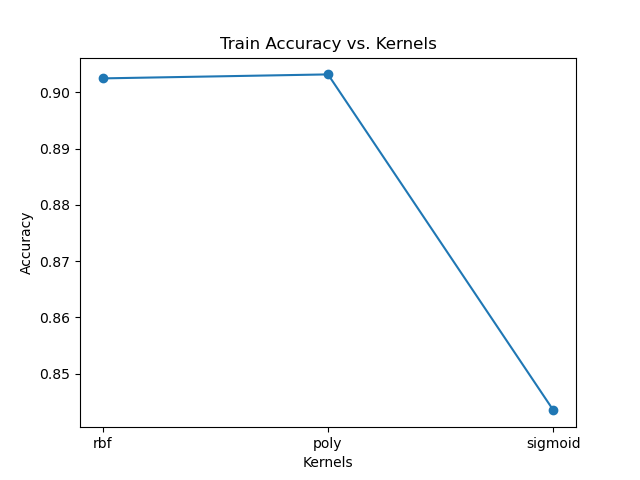 Train Accuracy vs. Kernels
0.90
0.89
0.88
0.87
0.86
0.85
Accuracy
rbf poly sigmoid
Kernels